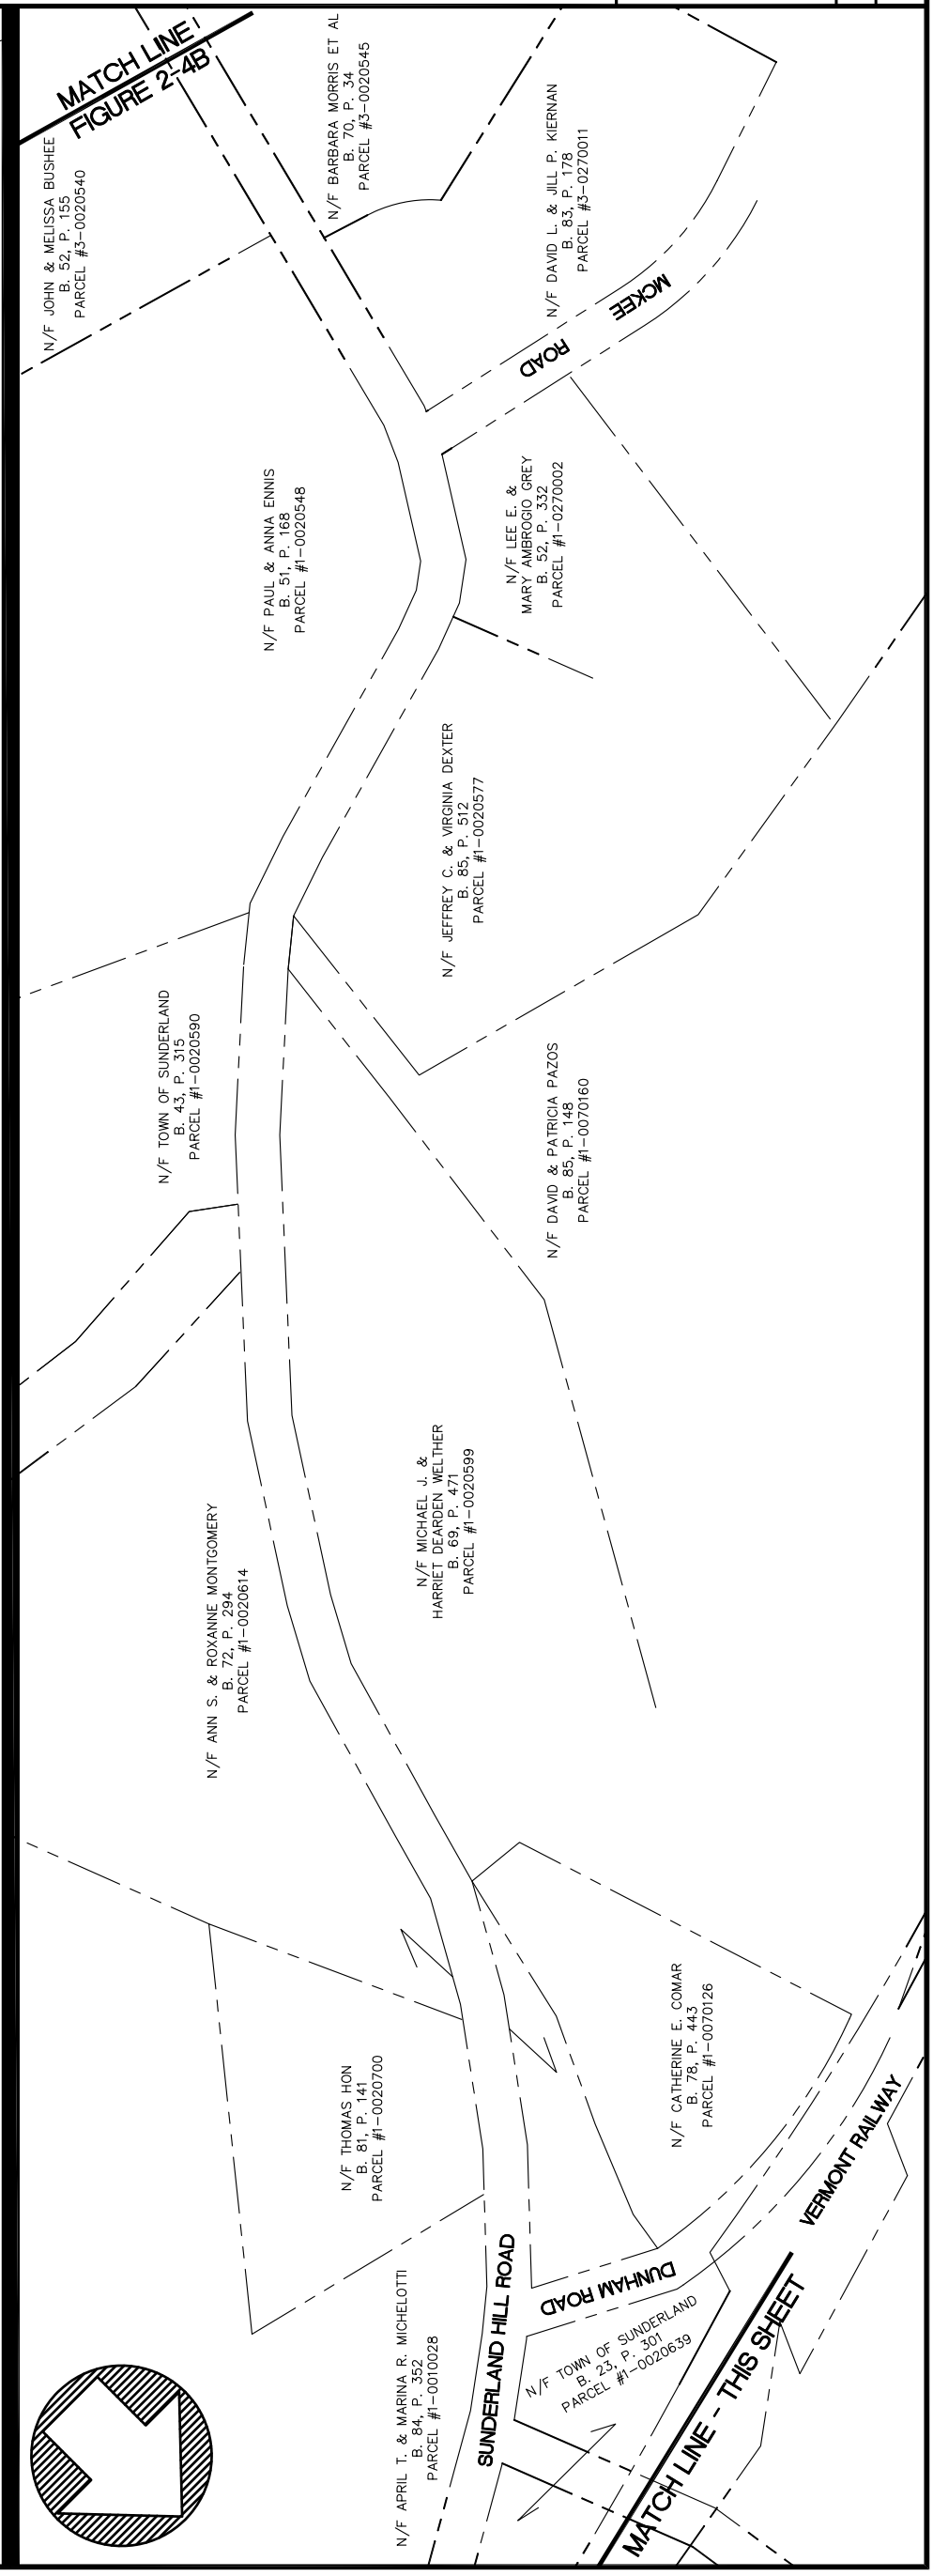 MATCH LINE
FIGURE 2-4B
N/F JOHN & MELISSA BUSHEE
B. 52, P. 155
PARCEL #3-0020540
N/F BARBARA MORRIS ET AL
B. 70, P. 34
PARCEL #3-0020545
N/F DAVID L. & JILL P. KIERNAN
B. 83, P. 178
PARCEL #3-0270011
MCKEE
ROAD
N/F PAUL & ANNA ENNIS
B. 51, P. 168
PARCEL #1-0020548
N/F LEE E. &
MARY AMBROGIO GREY
B. 52, P. 332
PARCEL #1-0270002
N/F JEFFREY C. & VIRGINIA DEXTER
B. 85, P. 512
PARCEL #1-0020577
N/F TOWN OF SUNDERLAND
B. 43, P. 315
PARCEL #1-0020590
N/F DAVID & PATRICIA PAZOS
B. 85, P. 148
PARCEL #1-0070160
N/F MICHAEL J. &
HARRIET DEARDEN WELTHER
B. 69, P. 471
PARCEL #1-0020599
N/F ANN S. & ROXANNE MONTGOMERY
B. 72, P. 294
PARCEL #1-0020614
N/F CATHERINE E. COMAR
B. 78, P. 443
PARCEL #1-0070126
N/F THOMAS HON
B. 81, P. 141
PARCEL #1-0020700
VERMONT RAILWAY
SUNDERLAND HILL ROAD
DUNHAM ROAD
N/F TOWN OF SUNDERLAND
B. 23, P. 301
PARCEL #1-0020639
N/F APRIL T. & MARINA R. MICHELOTTI
B. 84, P. 352
PARCEL #1-0010028
MATCH LINE - THIS SHEET